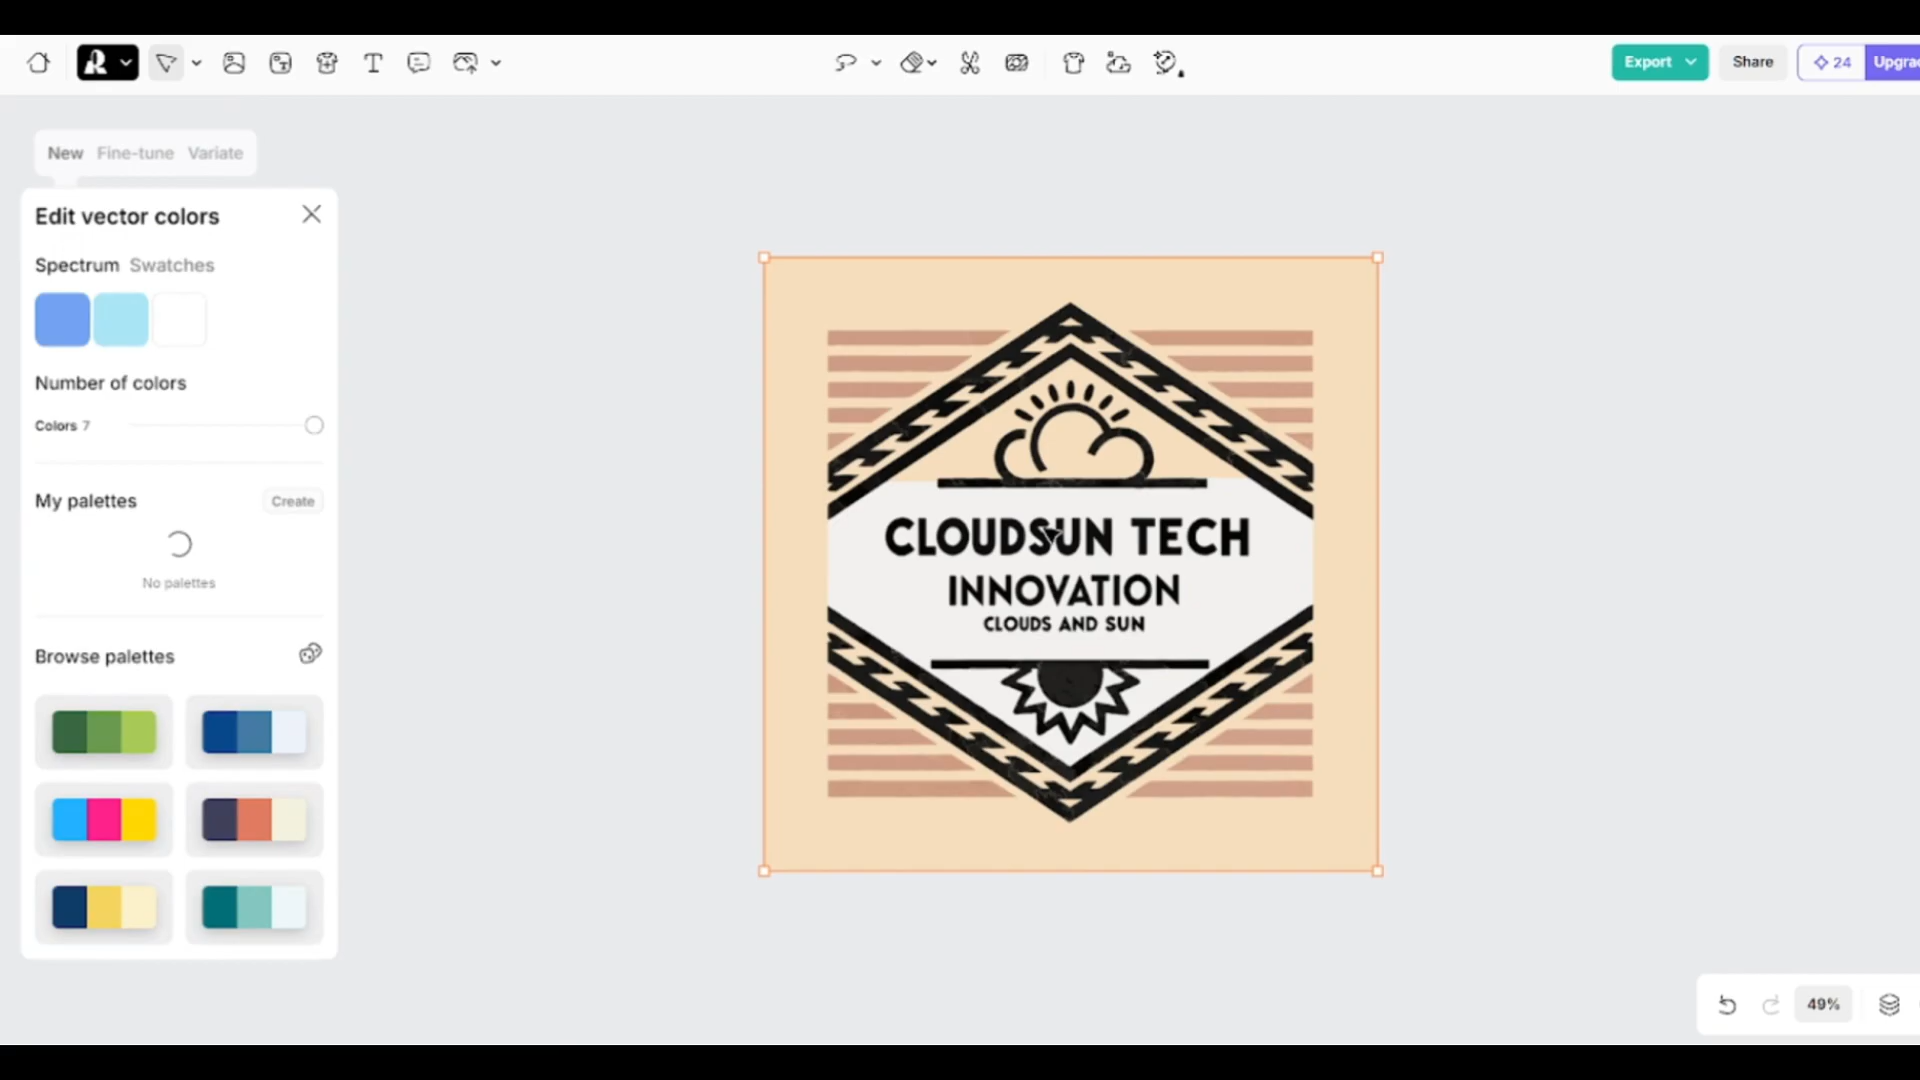 Export
Share
24
Upgra
New Fine-tune Variate
Edit vector colors
Spectrum Swatches
Number of colors
Colors 7
My palettes
Create
No palettes
Browse palettes
CLOUDSUN TECH
INNOVATION
CLOUDS AND SUN
49%